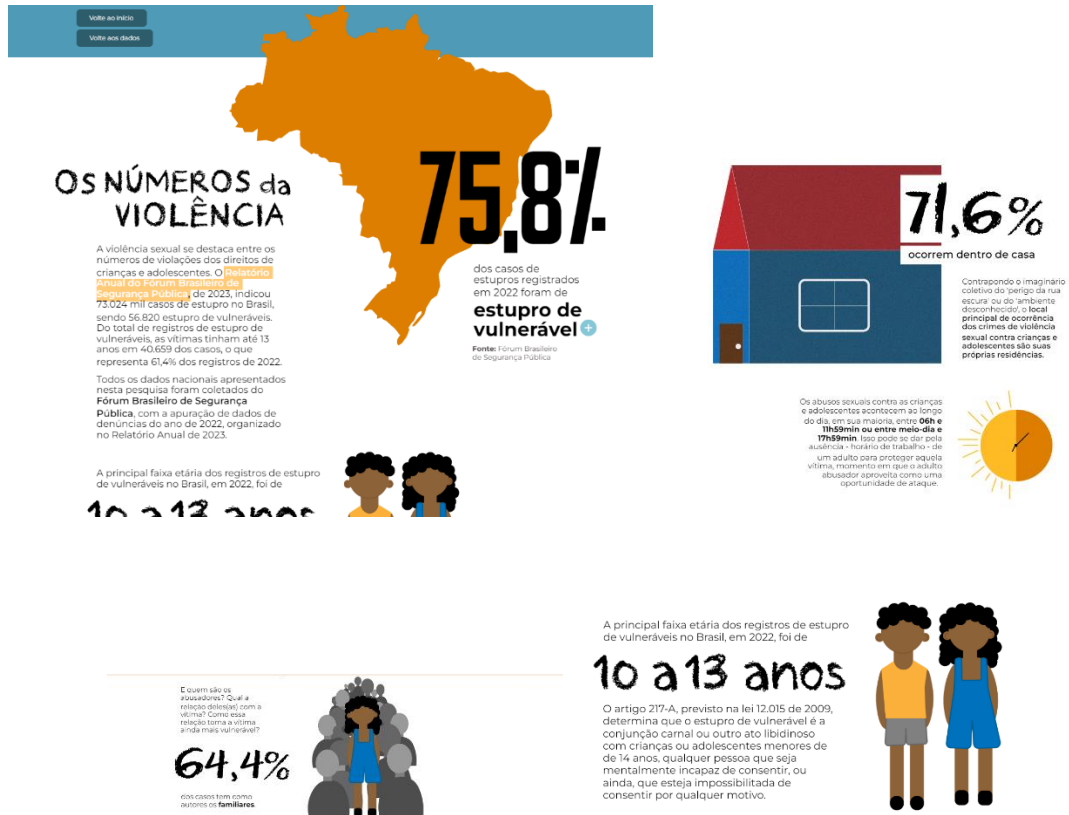 Volte ao início
Volte aos dados
OS NÚMEROS da
VIOLÊNCIA
A violência sexual se destaca entre os
números de violações dos direitos de
crianças e adolescentes. O Relatório
Anual do Fórum Brasileiro de
Segurança Pública, de 2023, indicou
73.024 mil casos de estupro no Brasil,
sendo 56.820 estupro de vulneráveis.
Do total de registros de estupro de
vulneráveis, as vítimas tinham até 13
anos em 40.659 dos casos, o que
representa 61,4% dos registros de 2022.
Todos os dados nacionais apresentados
nesta pesquisa foram coletados do
Fórum Brasileiro de Segurança
Pública, com a apuração de dados de
denúncias do ano de 2022, organizado
no Relatório Anual de 2023.
75,8%
dos casos de
estupros registrados
em 2022 foram de
estupro de
vulnerável +
Fonte: Fórum Brasileiro
de Segurança Pública
A principal faixa etária dos registros de estupro
de vulneráveis no Brasil, em 2022, foi de
10 a 13 anos
71,6%
ocorrem dentro de casa
Contrapondo o imaginário
coletivo do 'perigo da rua
escura' ou do 'ambiente
desconhecido', o local
principal de ocorrência
dos crimes de violência
sexual contra crianças e
adolescentes são suas
próprias residências.
Os abusos sexuais contra as crianças
e adolescentes acontecem ao longo
do dia, em sua maioria, entre 06h e
11h59min ou entre meio-dia e
17h59min. Isso pode se dar pela
ausência - horário de trabalho - de
um adulto para proteger aquela
vítima, momento em que o adulto
abusador aproveita como uma
oportunidade de ataque.
E quem são os
abusadores? Qual a
relação deles(as) com a
vítima? Como essa
relação torna a vítima
ainda mais vulnerável?
64,4%
dos casos tem como
autores os familiares.
A principal faixa etária dos registros de estupro
de vulneráveis no Brasil, em 2022, foi de
10 a 13 anos
O artigo 217-A, previsto na lei 12.015 de 2009,
determina que o estupro de vulnerável é a
conjunção carnal ou outro ato libidinoso
com crianças ou adolescentes menores de
de 14 anos, qualquer pessoa que seja
mentalmente incapaz de consentir, ou
ainda, que esteja impossibilitada de
consentir por qualquer motivo.